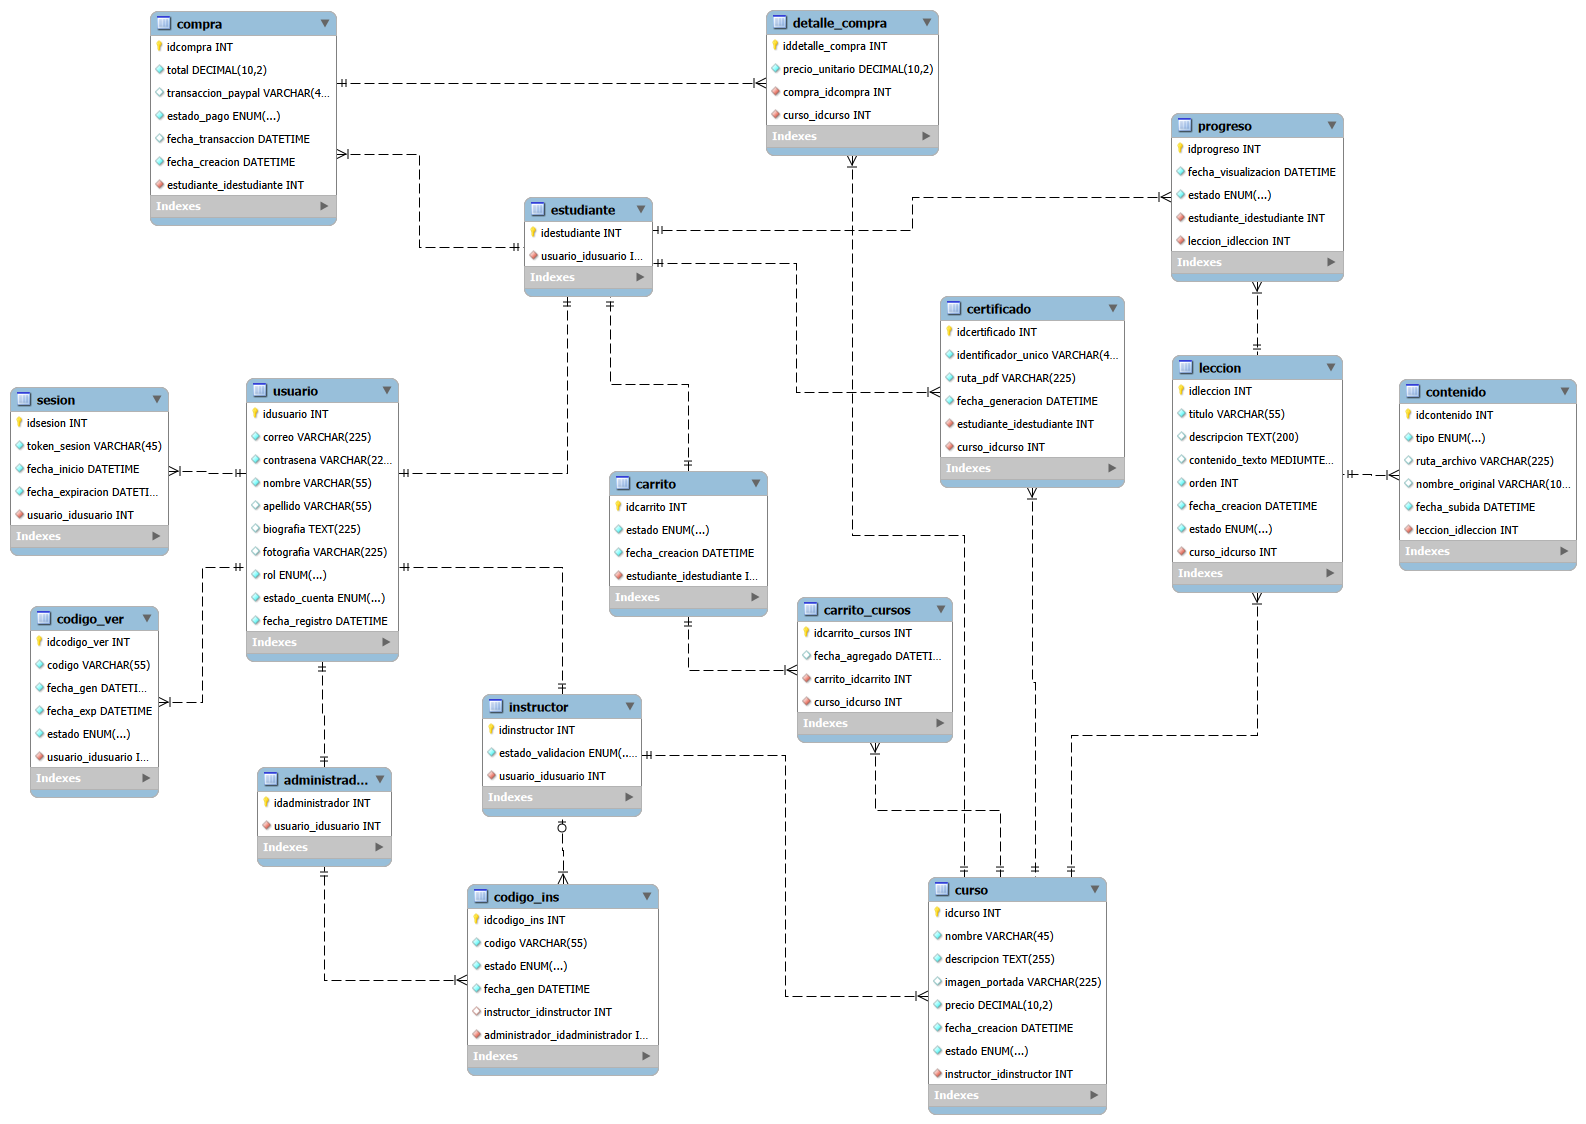 compra
idcompra INT
total DECIMAL(10,2)
transaccion_paypal VARCHAR(4...
estado_pago ENUM(...)
fecha_transaccion DATETIME
fecha_creacion DATETIME
estudiante_idestudiante INT
Indexes
detalle_compra
iddetalle_compra INT
precio_unitario DECIMAL(10,2)
compra_idcompra INT
curso_idcurso INT
Indexes
progreso
idprogreso INT
fecha_visualizacion DATETIME
estado ENUM(...)
estudiante_idestudiante INT
leccion_idleccion INT
Indexes
estudiante
idestudiante INT
usuario_idusuario I...
Indexes
certificado
idcertificado INT
identificador_unico VARCHAR(4...
ruta_pdf VARCHAR(225)
fecha_generacion DATETIME
estudiante_idestudiante INT
curso_idcurso INT
Indexes
leccion
idleccion INT
titulo VARCHAR(55)
descripcion TEXT(200)
contenido_texto MEDIUMTE...
orden INT
fecha_creacion DATETIME
estado ENUM(...)
curso_idcurso INT
Indexes
contenido
idcontenido INT
tipo ENUM(...)
ruta_archivo VARCHAR(225)
nombre_original VARCHAR(10...
fecha_subida DATETIME
leccion_idleccion INT
Indexes
sesion
idsesion INT
token_sesion VARCHAR(45)
fecha_inicio DATETIME
fecha_expiracion DATETI...
usuario_idusuario INT
Indexes
usuario
idusuario INT
correo VARCHAR(225)
contrasena VARCHAR(22...
nombre VARCHAR(55)
apellido VARCHAR(55)
biografia TEXT(225)
fotografia VARCHAR(225)
rol ENUM(...)
estado_cuenta ENUM(...)
fecha_registro DATETIME
Indexes
carrito
idcarrito INT
estado ENUM(...)
fecha_creacion DATETIME
estudiante_idestudiante I...
Indexes
codigo_ver
idcodigo_ver INT
codigo VARCHAR(55)
fecha_gen DATETI...
fecha_exp DATETIME
estado ENUM(...)
usuario_idusuario I...
Indexes
carrito_cursos
idcarrito_cursos INT
fecha_agregado DATETI...
carrito_idcarrito INT
curso_idcurso INT
Indexes
instructor
idinstructor INT
estado_validacion ENUM(.....
usuario_idusuario INT
Indexes
administrad...
idadministrador INT
usuario_idusuario INT
Indexes
codigo_ins
idcodigo_ins INT
codigo VARCHAR(55)
estado ENUM(...)
fecha_gen DATETIME
instructor_idinstructor INT
administrador_idadministrador I...
Indexes
curso
idcurso INT
nombre VARCHAR(45)
descripcion TEXT(255)
imagen_portada VARCHAR(225)
precio DECIMAL(10,2)
fecha_creacion DATETIME
estado ENUM(...)
instructor_idinstructor INT
Indexes